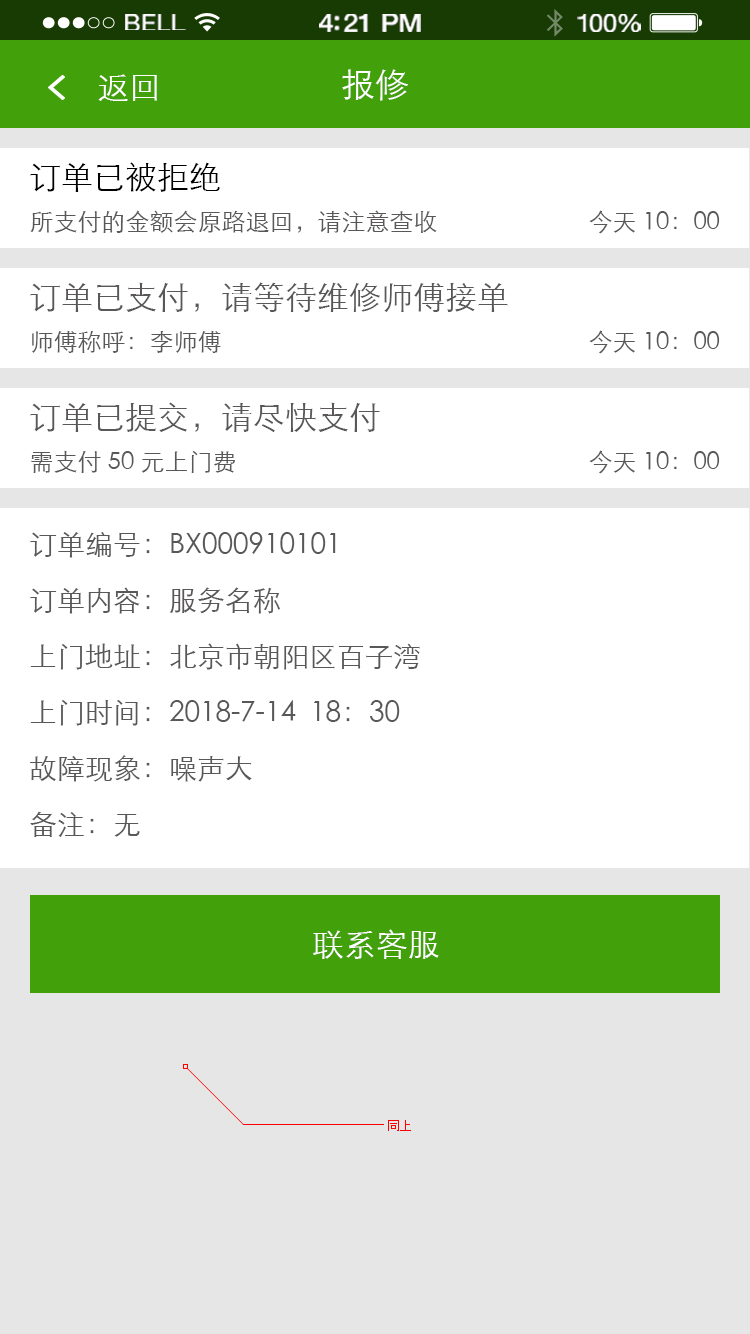 BELL 4:21 PM 100%
返回 报修
订单已被拒绝
所支付的金额会原路退回，请注意查收 今天 10：00
订单已支付，请等待维修师傅接单
师傅称呼：李师傅 今天 10：00
订单已提交，请尽快支付
需支付 50 元上门费 今天 10：00
订单编号：BX000910101
订单内容：服务名称
上门地址：北京市朝阳区百子湾
上门时间：2018-7-14 18：30
故障现象：噪声大
备注：无
联系客服
同上